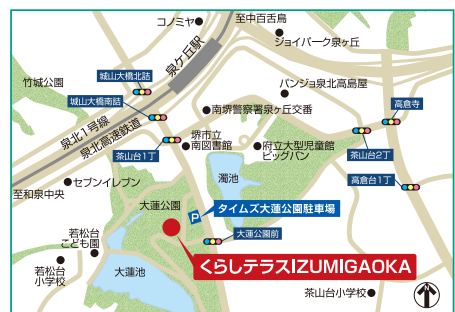 コノミヤ
至中百舌鳥
ジョイパーク泉ヶ丘
泉ヶ丘駅
竹城公園
城山大橋北詰
パンジョ泉北高島屋
城山大橋南詰
南堺警察署泉ヶ丘交番
高倉寺
泉北1号線
泉北高速鉄道
茶山台1丁
堺市立
南図書館
府立大型児童館
ビッグバン
茶山台2丁
至和泉中央
セブンイレブン
濁池
高倉台1丁
大蓮公園
P
タイムズ大蓮公園駐車場
若松台
こども園
大蓮公園前
若松台
小学校
大蓮池
くらしテラスIZUMIGAOKA
茶山台小学校